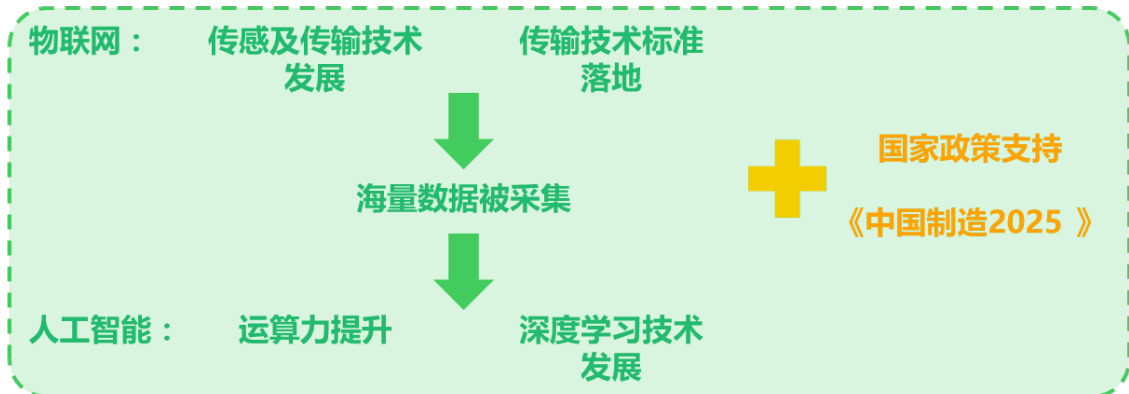 物联网： 传感及传输技术 传输技术标准
发展 落地
国家政策支持
海量数据被采集
《中国制造2025 》
人工智能： 运算力提升 深度学习技术
发展